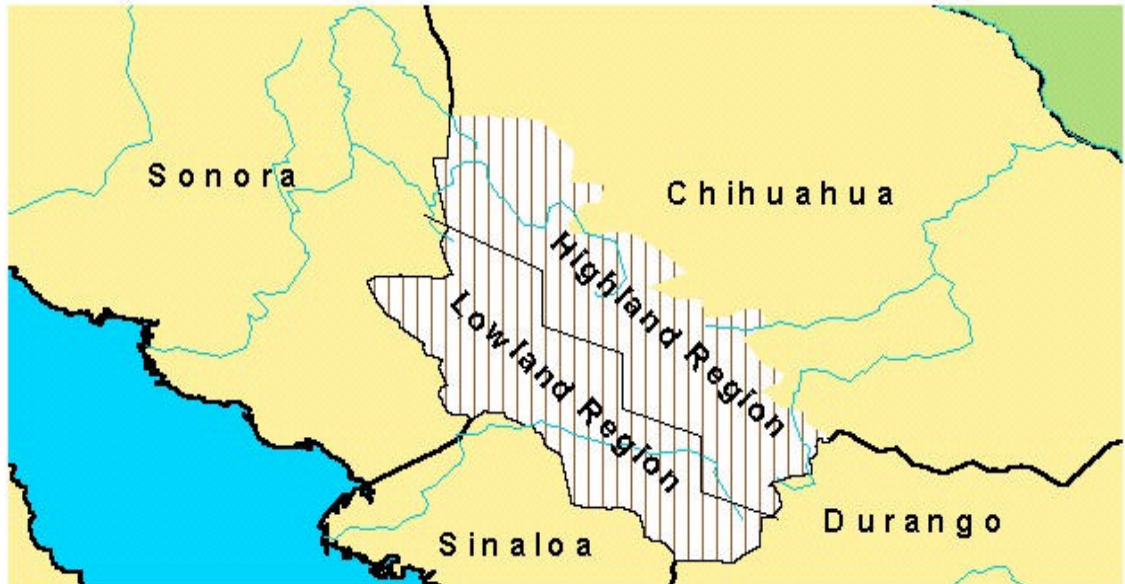 Sonora
Chihuahua
Highland Region
Lowland Region
Durango
Sinaloa